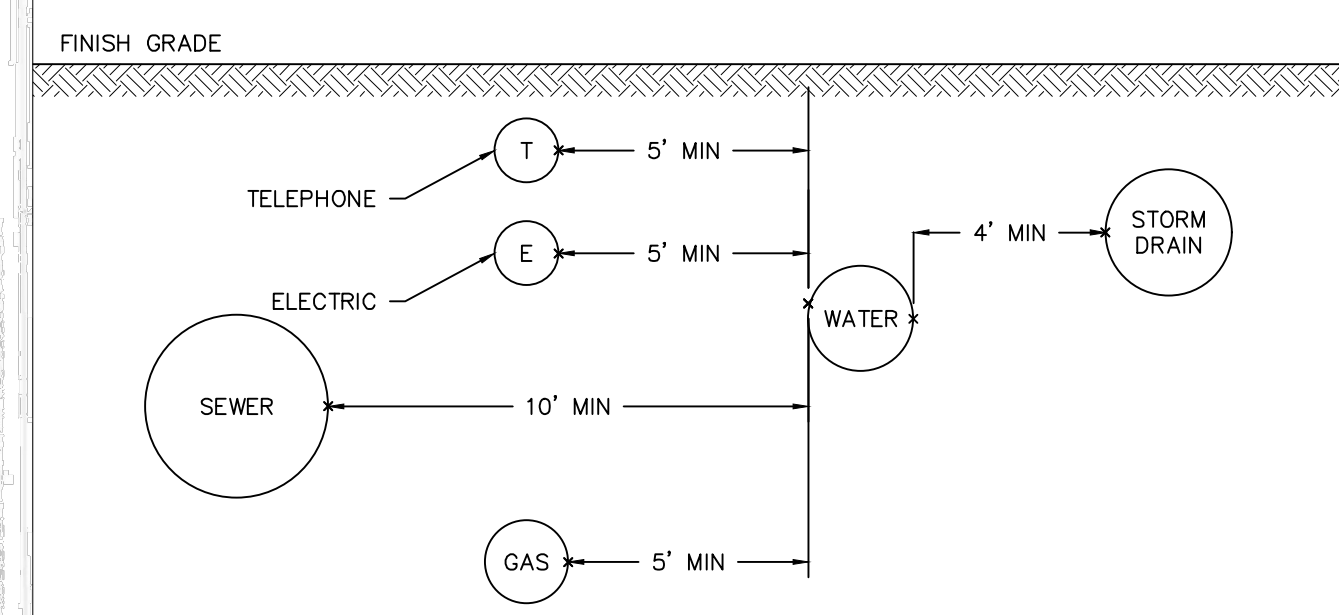 FINISH GRADE
T
5' MIN
TELEPHONE
STORM
DRAIN
4' MIN
E
5' MIN
ELECTRIC
WATER
SEWER
10' MIN
GAS
5' MIN